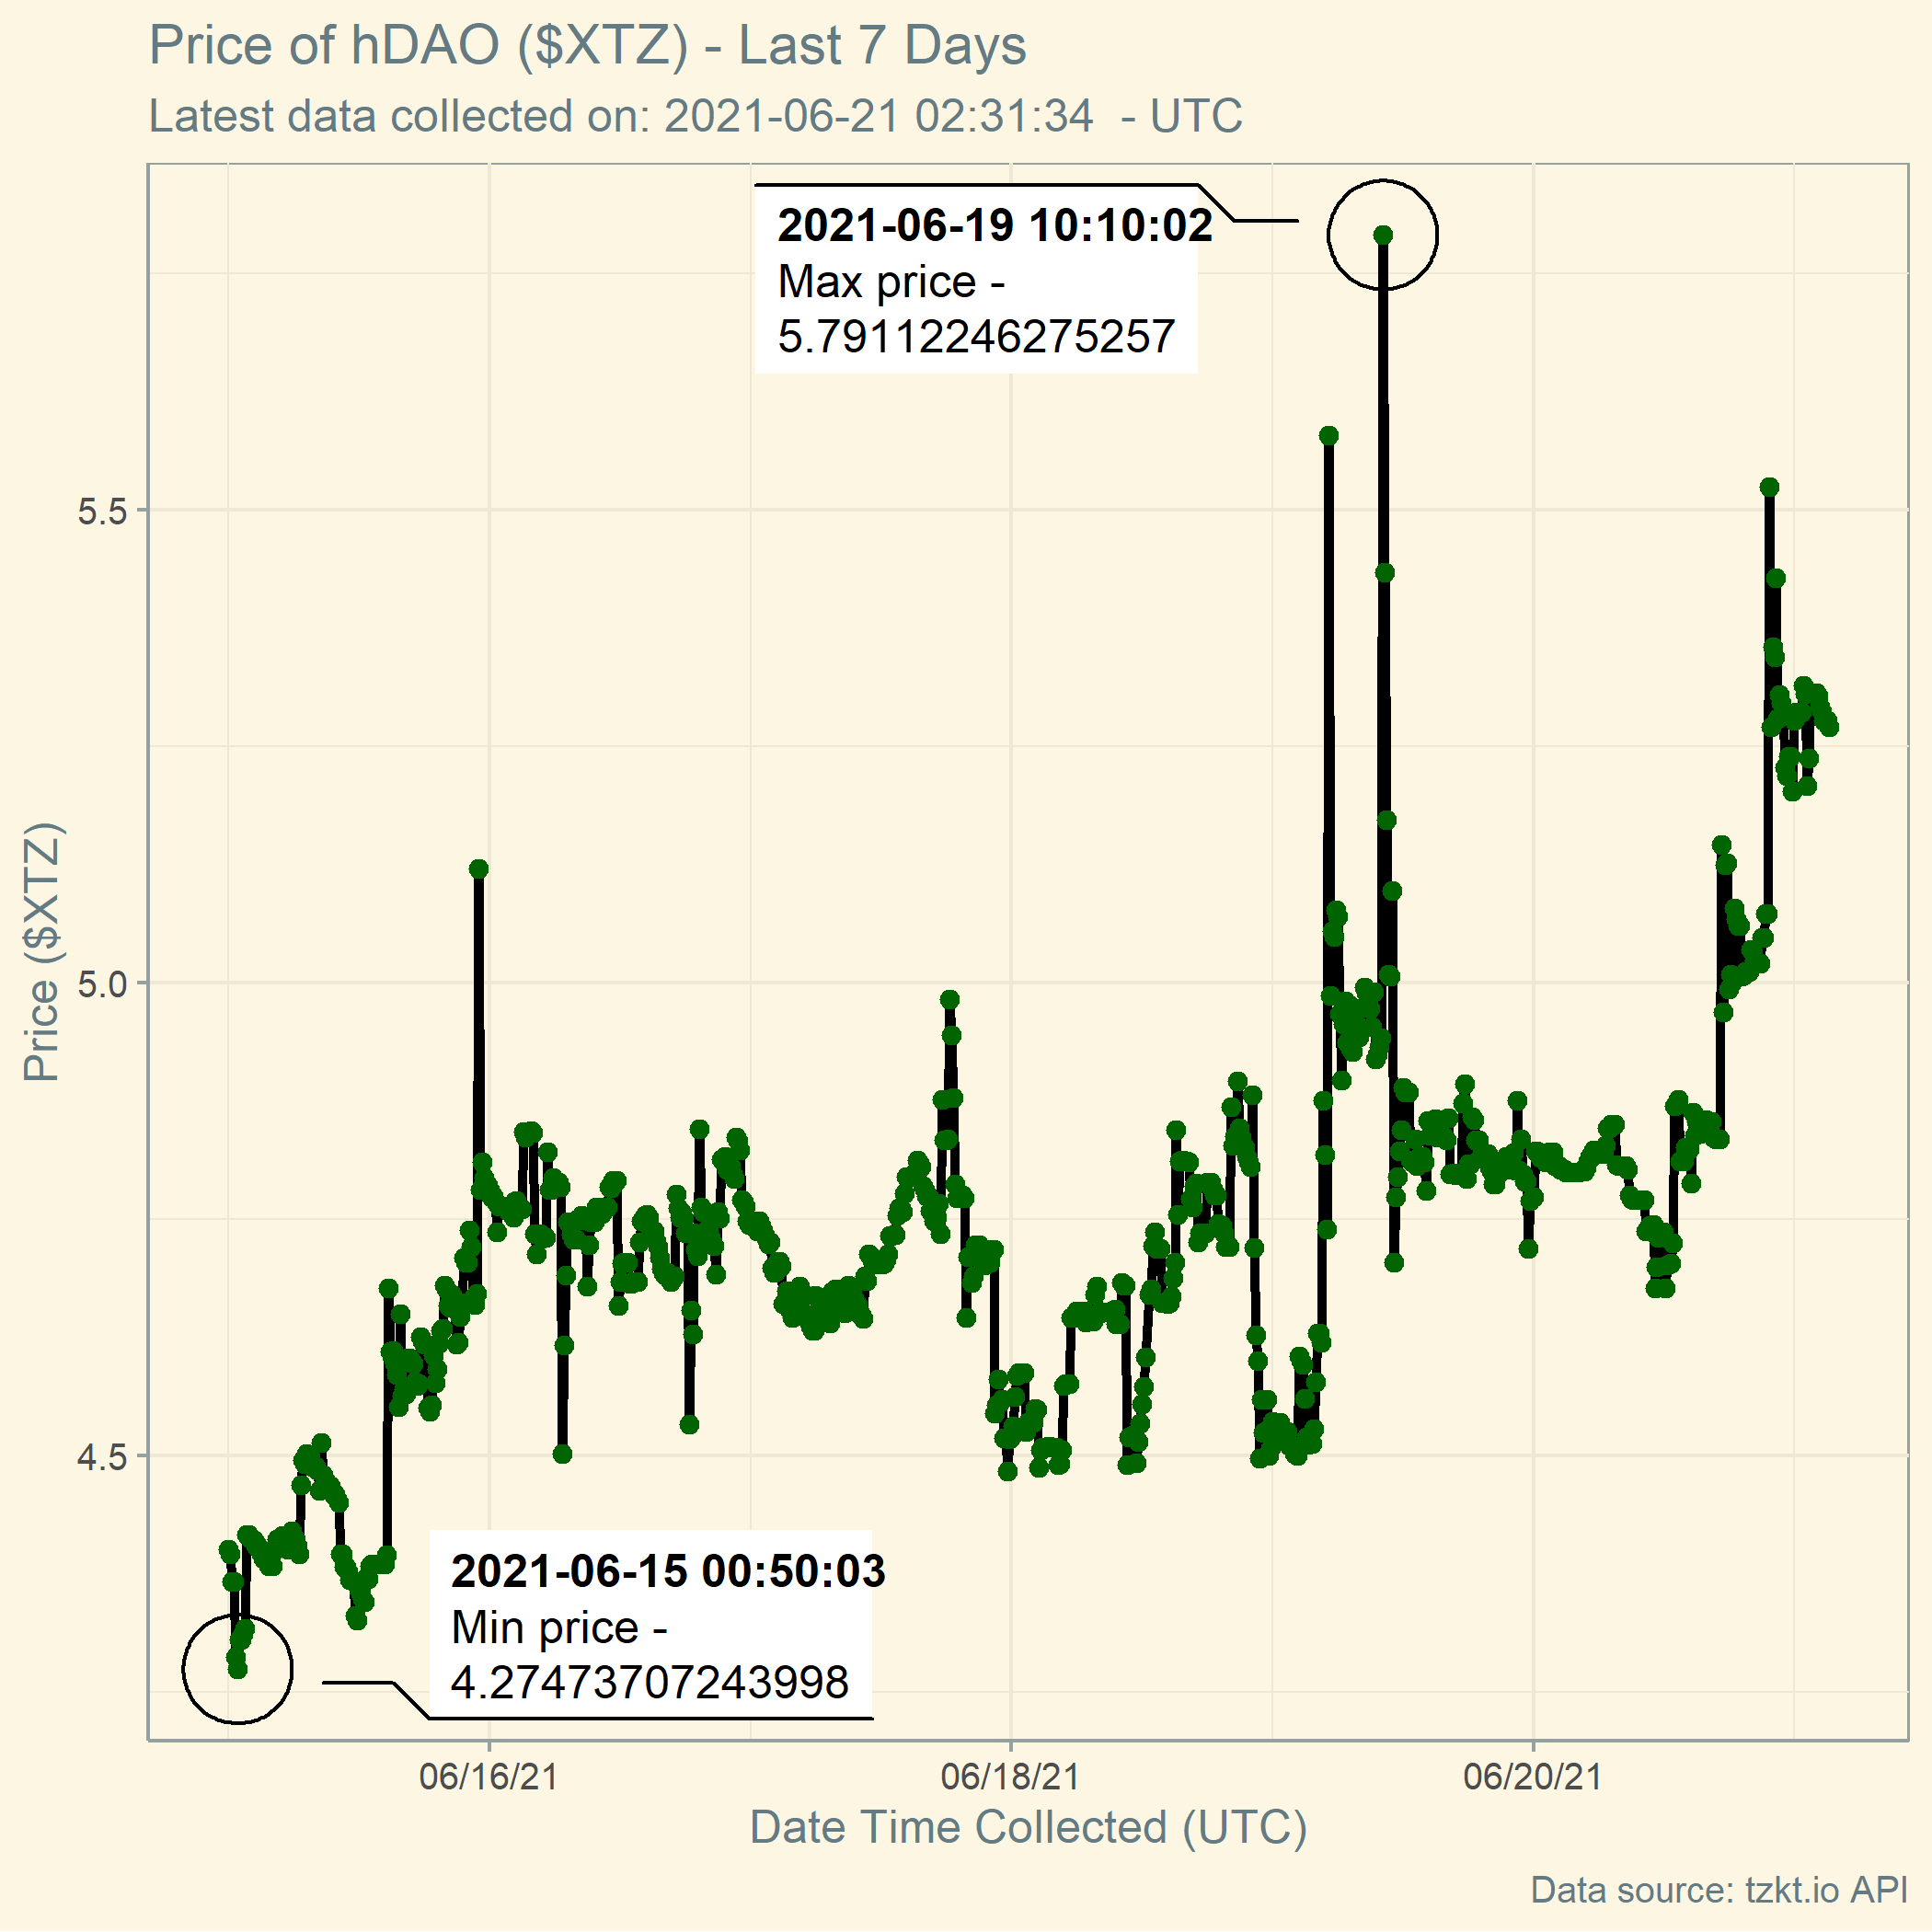 Price of hDAO ($XTZ) - Last 7 Days
Latest data collected on: 2021-06-21 02:31:34  - UTC
2021-06-19 10:10:02
Max price -
5.79112246275257
5.5
5.0
4.5
Price ($XTZ)
2021-06-15 00:50:03
Min price -
4.27473707243998
06/16/21
06/18/21
06/20/21
Date Time Collected (UTC)
Data source: tzkt.io API